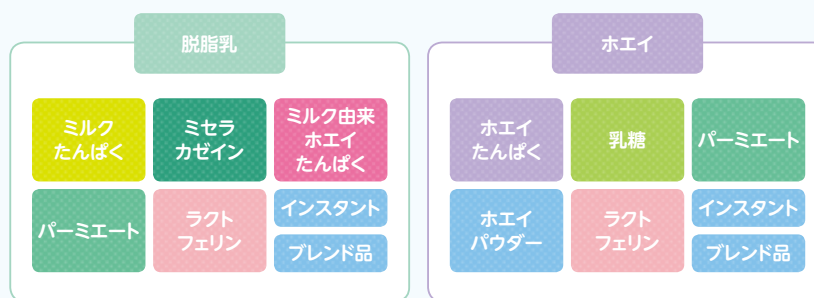 脱脂乳
ミルク
たんぱく
ミセラ
カゼイン
ミルク由来
ホエイ
たんぱく
パーミエート
ラクト
フェリン
インスタント
ブレンド品
ホエイ
ホエイ
たんぱく
乳糖
パーミエート
ホエイ
パウダー
ラクト
フェリン
インスタント
ブレンド品